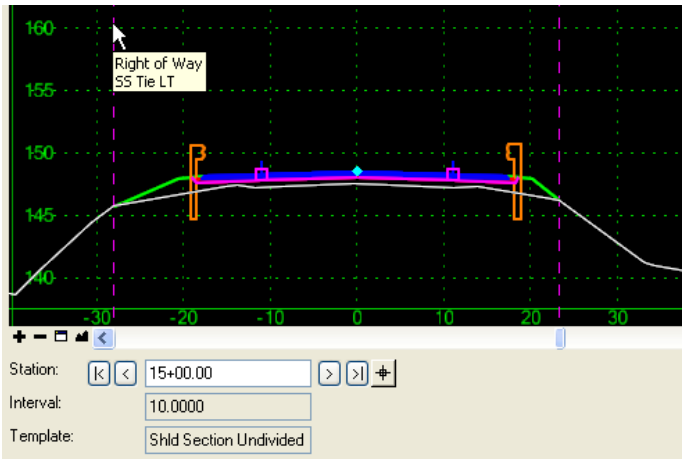 160
Right of Way
SS Tie LT
155
150
145
140
-30 -20 -10 0 10 20 30
Station: 15+00.00
Interval: 10.0000
Template: Shld Section Undivided